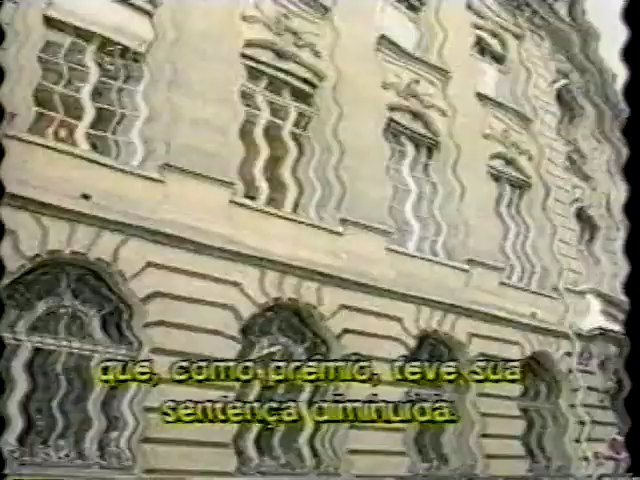 que, como prêmio, teve sua
sentença diminuída.